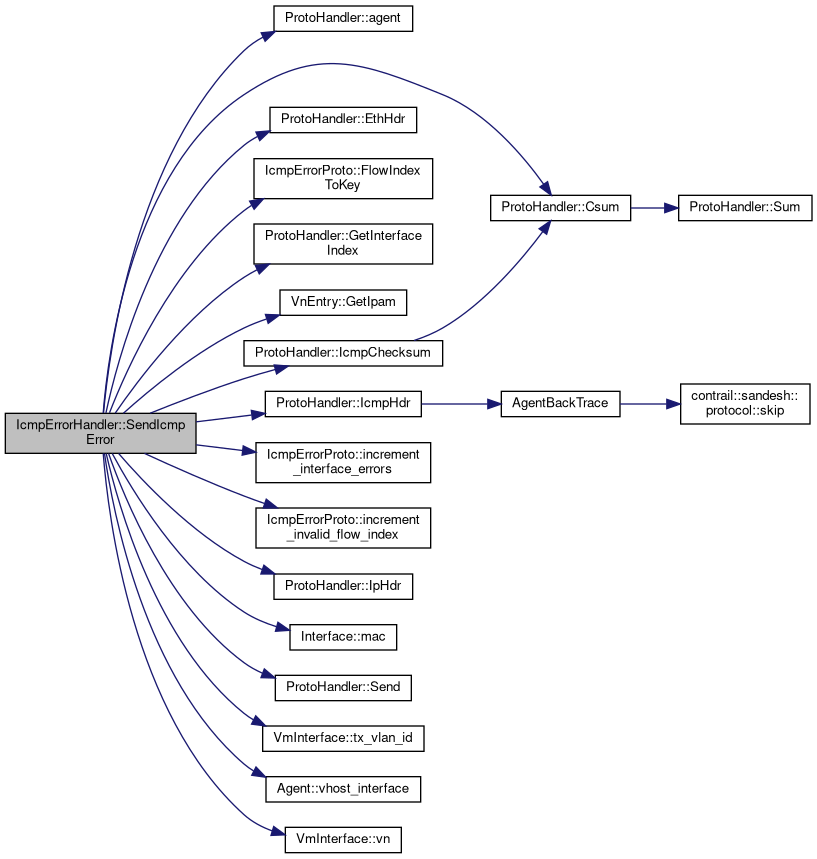 ProtoHandler::agent
ProtoHandler::EthHdr
IcmpErrorProto::FlowIndex
ToKey
ProtoHandler::GetInterface
Index
VnEntry::GetIpam
ProtoHandler::IcmpChecksum
ProtoHandler::IcmpHdr
IcmpErrorHandler::SendIcmp
Error
IcmpErrorProto::increment
_interface_errors
IcmpErrorProto::increment
_invalid_flow_index
ProtoHandler::IpHdr
Interface::mac
ProtoHandler::Send
VmInterface::tx_vlan_id
Agent::vhost_interface
VmInterface::vn
ProtoHandler::Csum
ProtoHandler::Sum
AgentBackTrace
contrail::sandesh::
protocol::skip